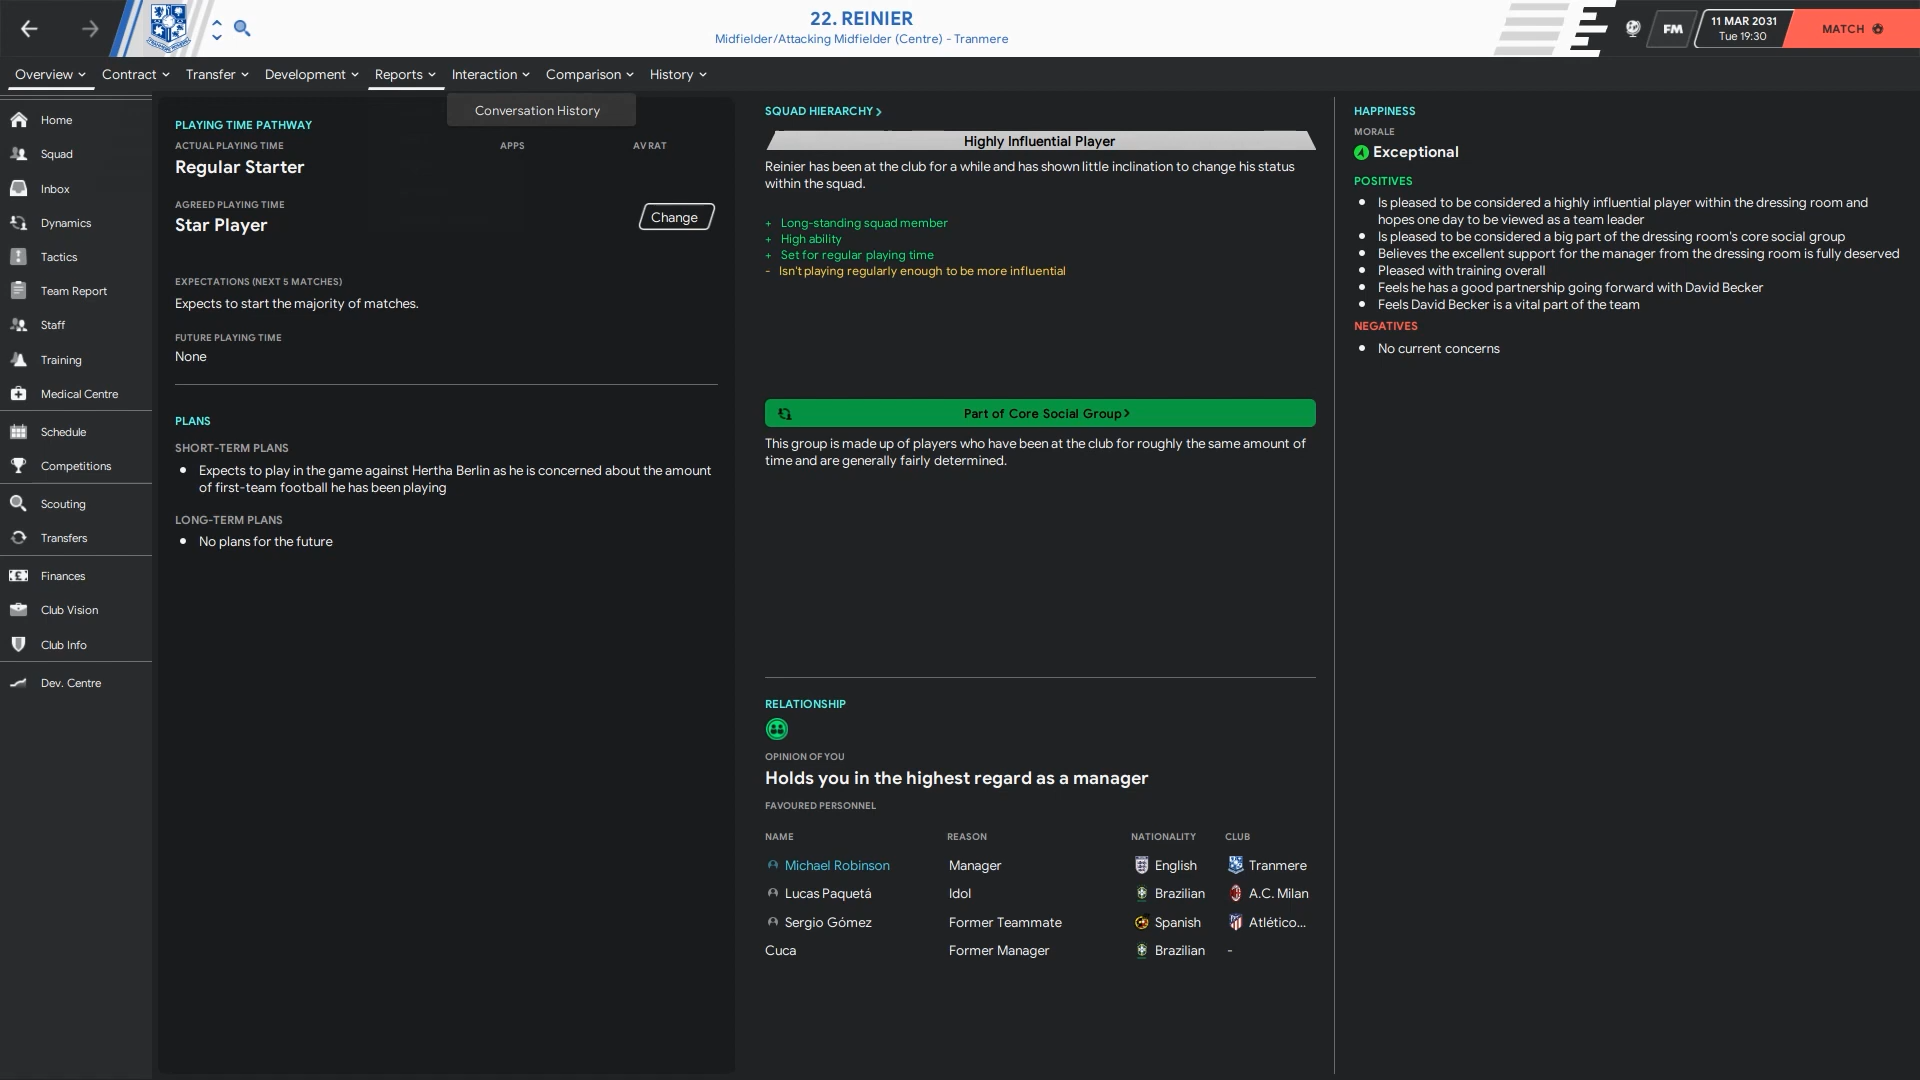 22. REINIER
Midfielder/Attacking Midfielder (Centre) - Tranmere
FM
11 MAR 2031
Tue 19:30
MATCH
Overview
Contract
Transfer
Development
Reports
Interaction
Comparison
History
Conversation History
Home
Squad
Inbox
Dynamics
Tactics
Team Report
Staff
Training
Medical Centre
Schedule
Competitions
Scouting
Transfers
Finances
Club Vision
Club Info
Dev. Centre
PLAYING TIME PATHWAY
ACTUAL PLAYING TIME
APPS
AV RAT
Regular Starter
AGREED PLAYING TIME
Star Player
Change
EXPECTATIONS (NEXT 5 MATCHES)
Expects to start the majority of matches.
FUTURE PLAYING TIME
None
PLANS
SHORT-TERM PLANS
Expects to play in the game against Hertha Berlin as he is concerned about the amount
of first-team football he has been playing
LONG-TERM PLANS
No plans for the future
SQUAD HIERARCHY
Highly Influential Player
Reinier has been at the club for a while and has shown little inclination to change his status
within the squad.
+ Long-standing squad member
+ High ability
+ Set for regular playing time
- Isn't playing regularly enough to be more influential
Part of Core Social Group
This group is made up of players who have been at the club for roughly the same amount of
time and are generally fairly determined.
RELATIONSHIP
OPINION OF YOU
Holds you in the highest regard as a manager
FAVOURED PERSONNEL
NAME REASON NATIONALITY CLUB
Michael Robinson Manager English Tranmere
Lucas Paquetá Idol Brazilian A.C. Milan
Sergio Gómez Former Teammate Spanish Atlético...
Cuca Former Manager Brazilian -
HAPPINESS
MORALE
Exceptional
POSITIVES
Is pleased to be considered a highly influential player within the dressing room and
hopes one day to be viewed as a team leader
Is pleased to be considered a big part of the dressing room's core social group
Believes the excellent support for the manager from the dressing room is fully deserved
Pleased with training overall
Feels he has a good partnership going forward with David Becker
Feels David Becker is a vital part of the team
NEGATIVES
No current concerns